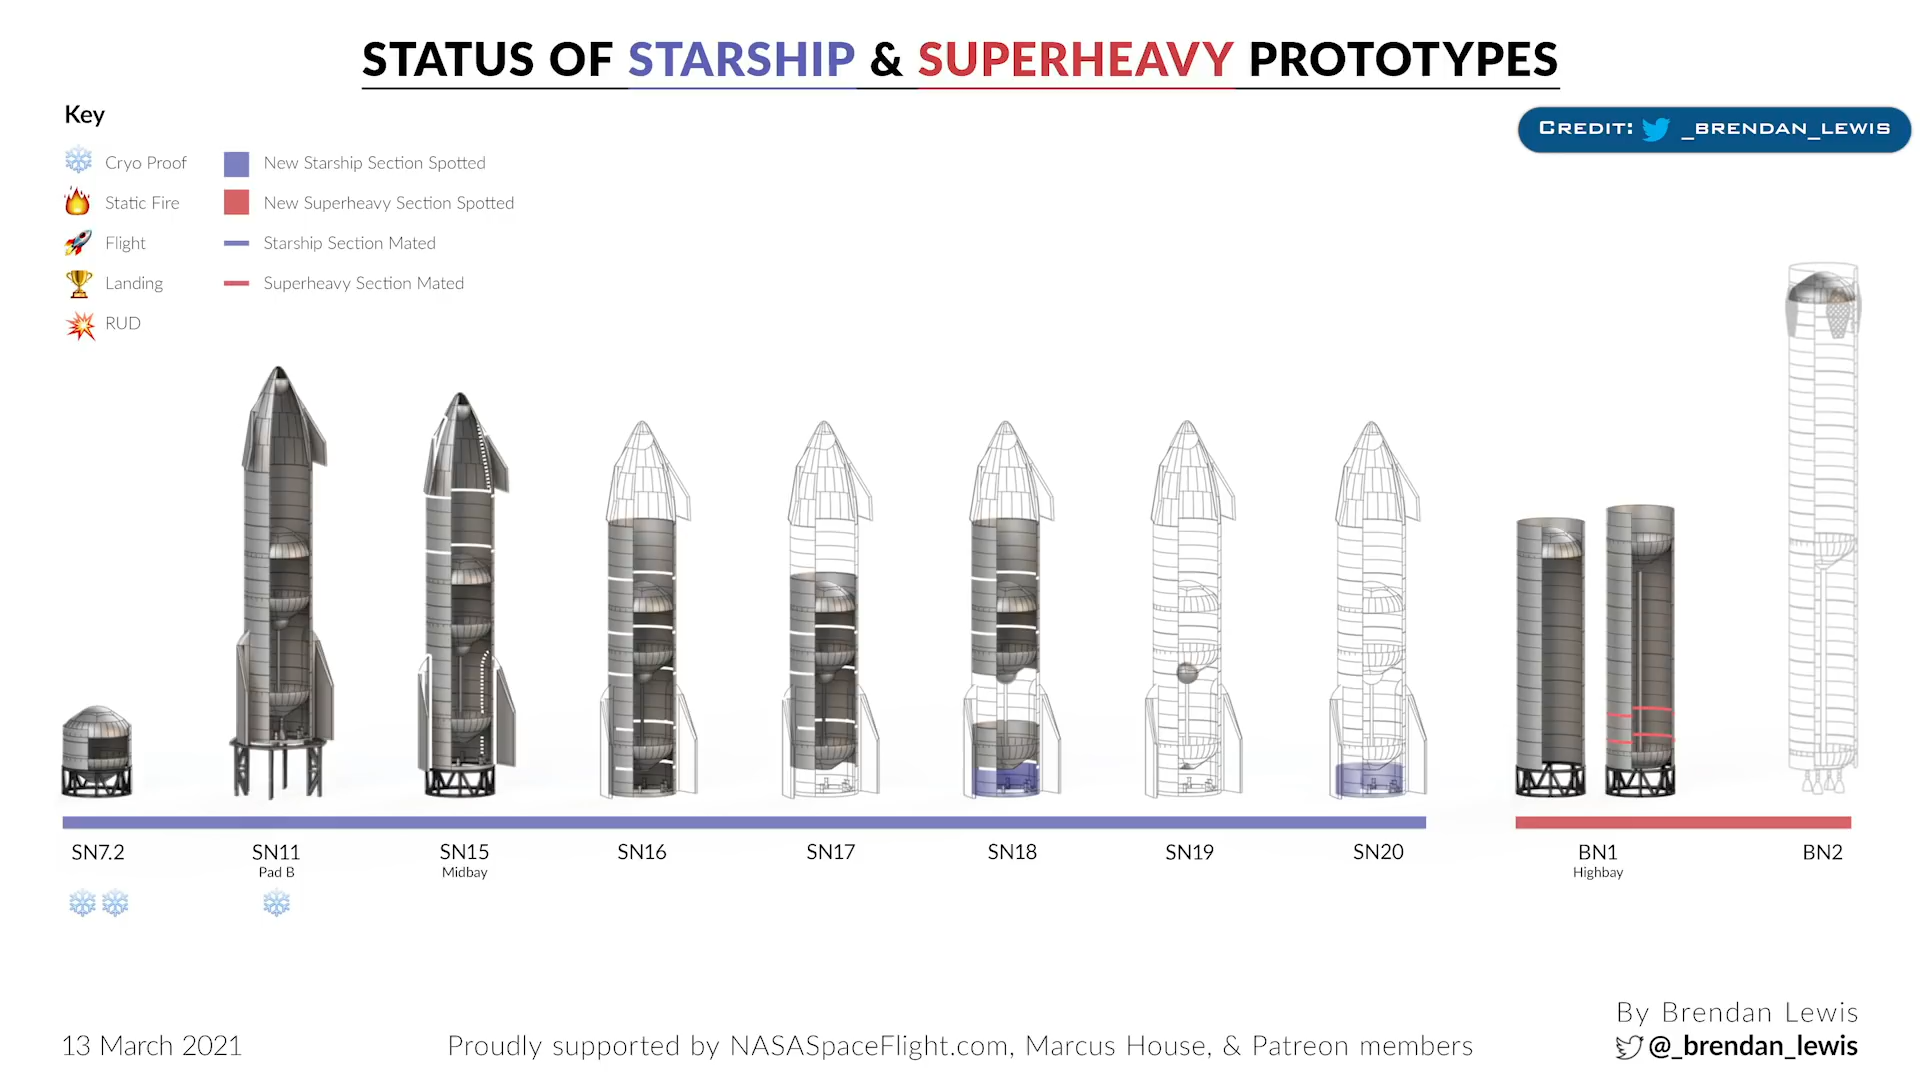 STATUS OF STARSHIP & SUPERHEAVY PROTOTYPES
Key
CREDIT: _BRENDAN_LEWIS
Cryo Proof
New Starship Section Spotted
Static Fire
New Superheavy Section Spotted
Flight
Starship Section Mated
Landing
Superheavy Section Mated
RUD
SN7.2
SN11
Pad B
SN15
Midbay
SN16
SN17
SN18
SN19
SN20
BN1
Highbay
BN2
By Brendan Lewis
13 March 2021
Proudly supported by NASASpaceFlight.com, Marcus House, & Patreon members
@_brendan_lewis